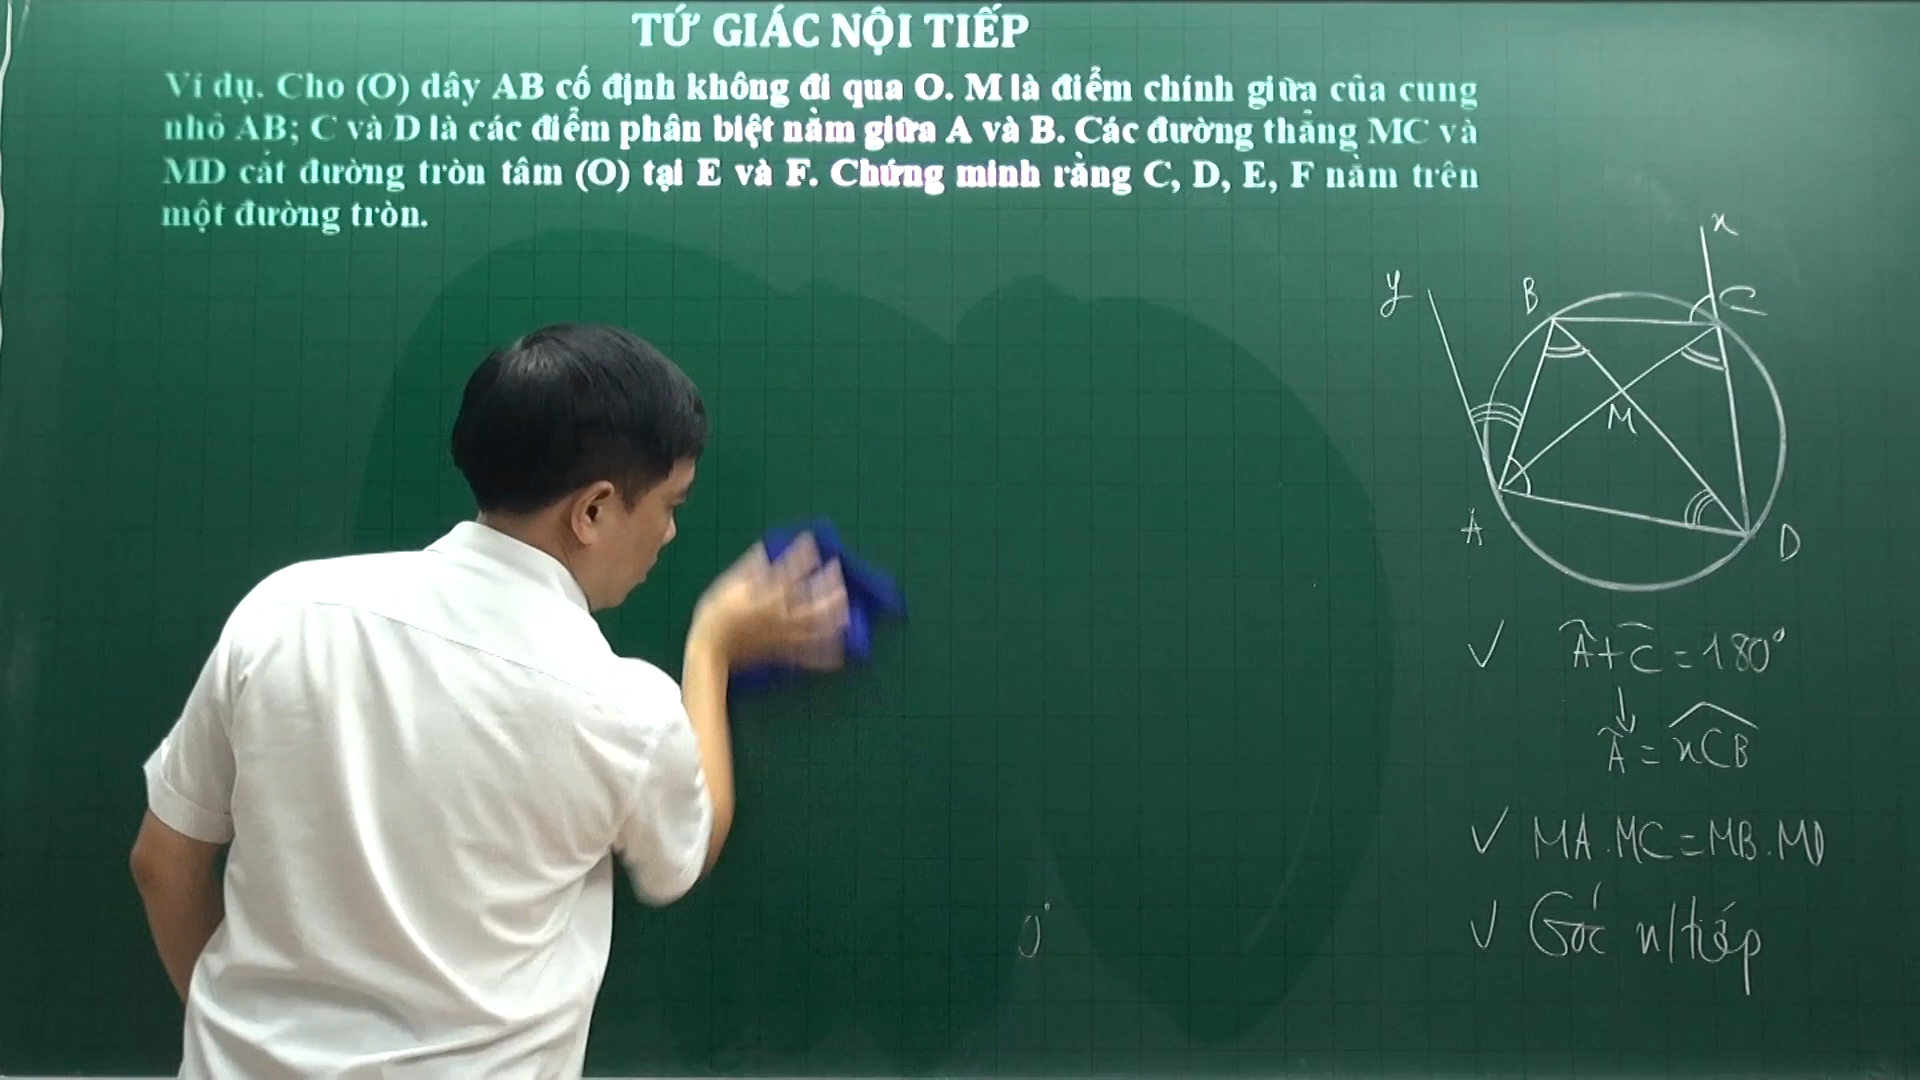 TỨ GIÁC NỘI TIẾP
Ví dụ. Cho (O) dây AB cố định không đi qua O. M là điểm chính giữa của cung
nhỏ AB; C và D là các điểm phân biệt nằm giữa A và B. Các đường thẳng MC và
MD cắt đường tròn tâm (O) tại E và F. Chứng minh rằng C, D, E, F nằm trên
một đường tròn.
x
y
B
C
M
A
D
✓ Â+Ĉ=180°
↓
Â = xCB
✓ MA.MC=MB.MD
✓ Góc n/tiếp